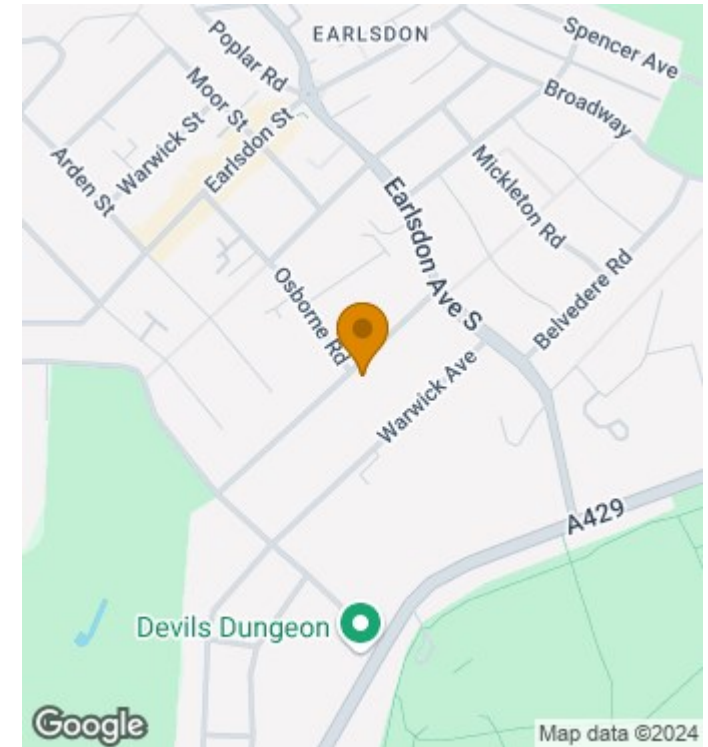 EARLSDON
Spencer Ave
Poplar Rd
Broadway
Moor St
Warwick St
Earlsdon St
Arden St
Mickleton Rd
Earlsdon Ave S
Osborne Rd
Belvedere Rd
Warwick Ave
A429
Devils Dungeon
Google
Map data ©2024